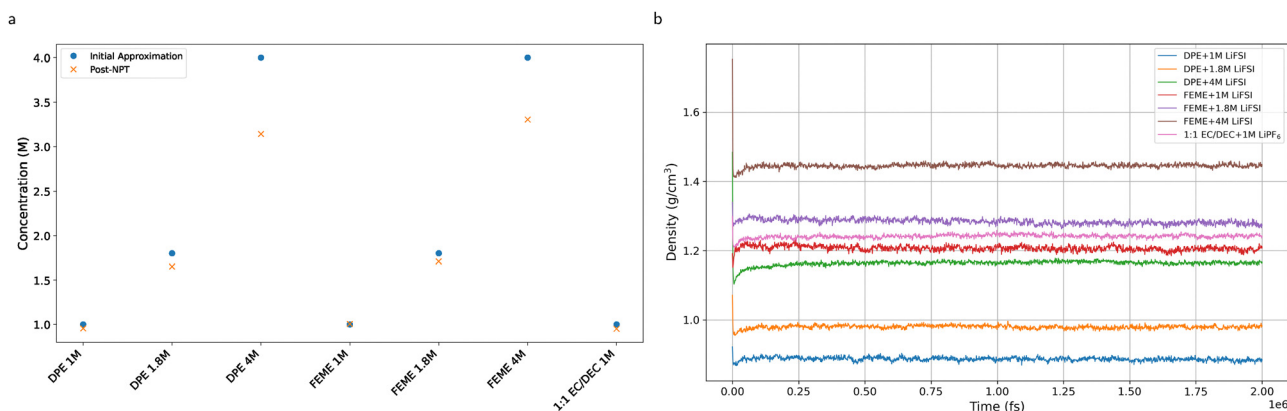 a
b
Initial Approximation
Post-NPT
Concentration (M)
4.0
3.5
3.0
2.5
2.0
1.5
1.0
DPE 1M
DPE 1.8M
DPE 4M
FEME 1M
FEME 1.8M
FEME 4M
1:1 EC/DEC 1M
DPE+1M LiFSI
DPE+1.8M LiFSI
DPE+4M LiFSI
FEME+1M LiFSI
FEME+1.8M LiFSI
FEME+4M LiFSI
1:1 EC/DEC+1M LiPF₆
Density (g/cm³)
1.6
1.4
1.2
1.0
0.00 0.25 0.50 0.75 1.00 1.25 1.50 1.75 2.00
1e6
Time (fs)